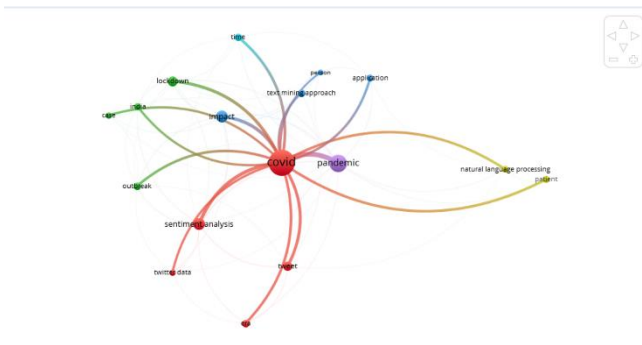 time
person
lockdown
application
text mining approach
india
case
impact
covid
pandemic
natural language processing
patient
outbreak
sentiment analysis
tweet
twitter data